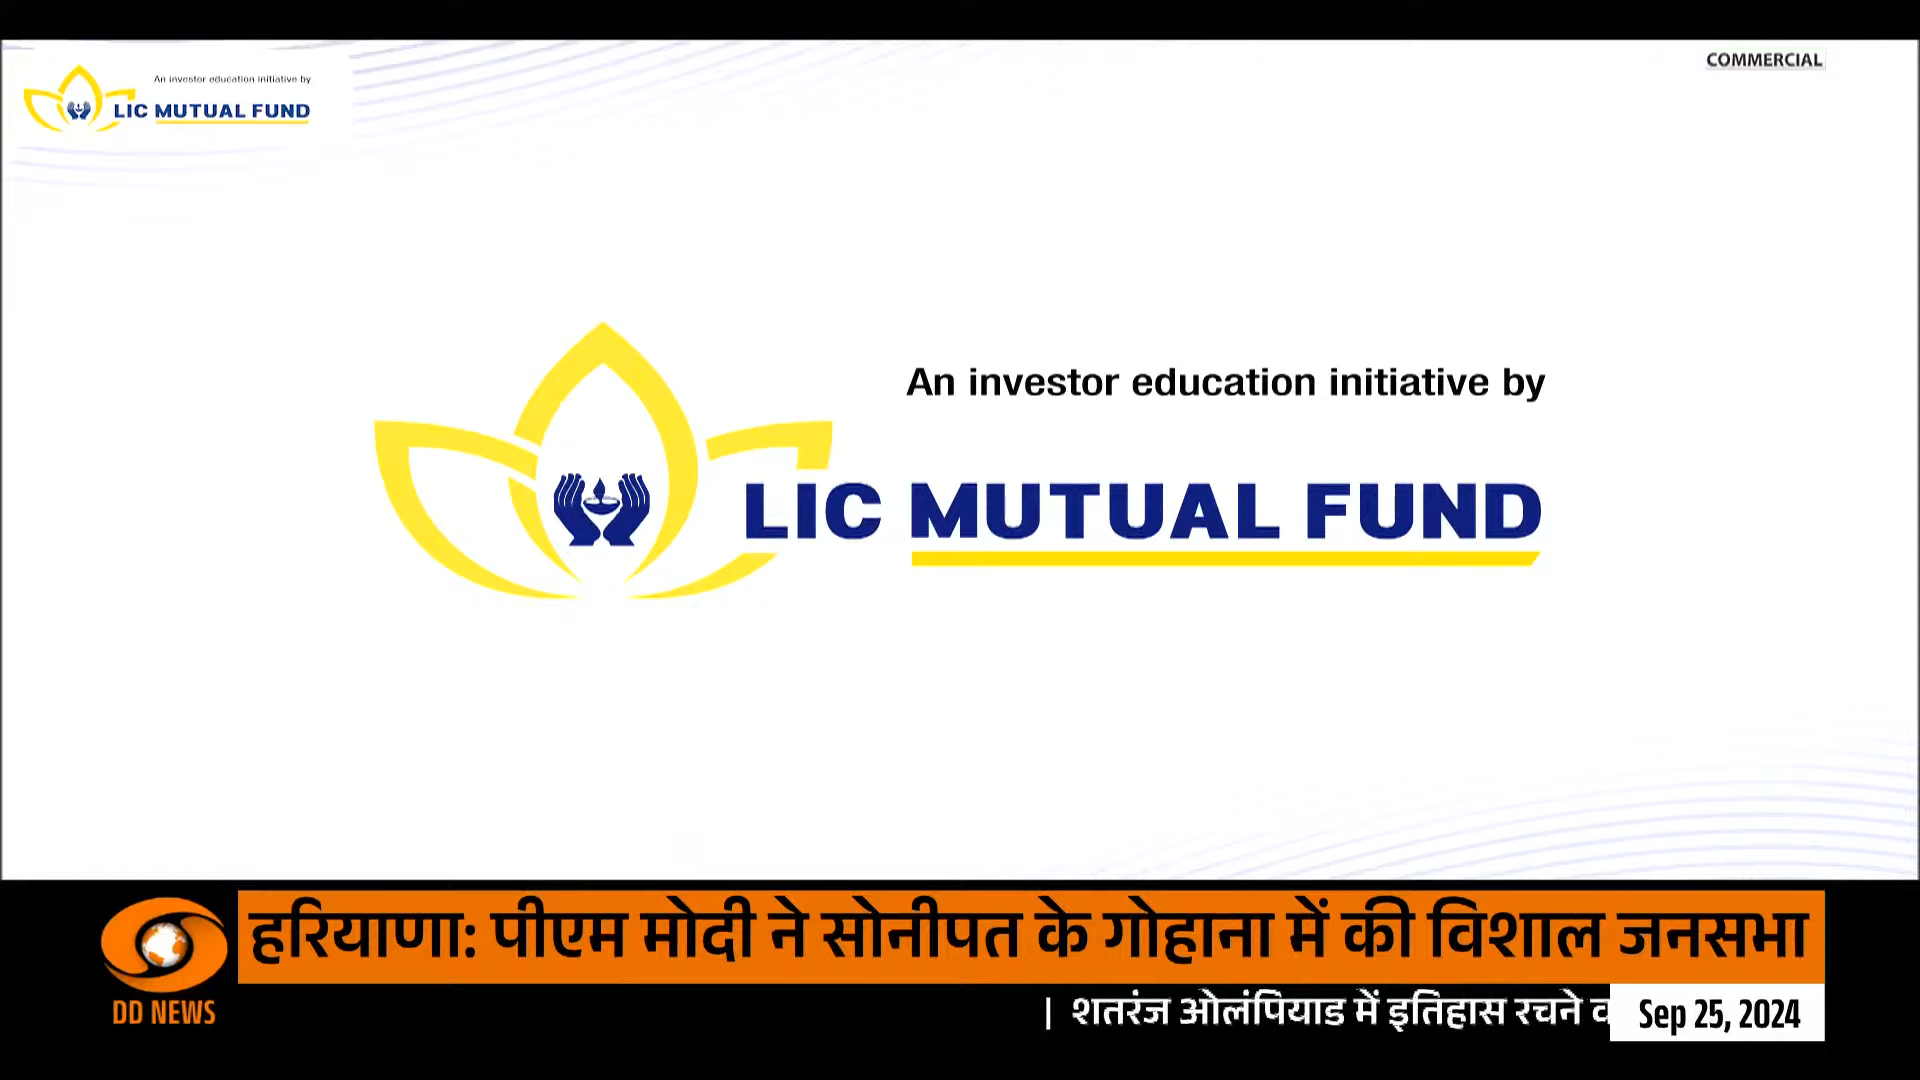 An investor education initiative by
LIC MUTUAL FUND
COMMERCIAL
An investor education initiative by
LIC MUTUAL FUND
हरियाणा: पीएम मोदी ने सोनीपत के गोहाना में की विशाल जनसभा
DD NEWS
| शतरंज ओलंपियाड में इतिहास रचने
Sep 25, 2024